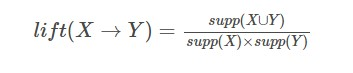 lift(X → Y) = supp(X∪Y) / supp(X)×supp(Y)